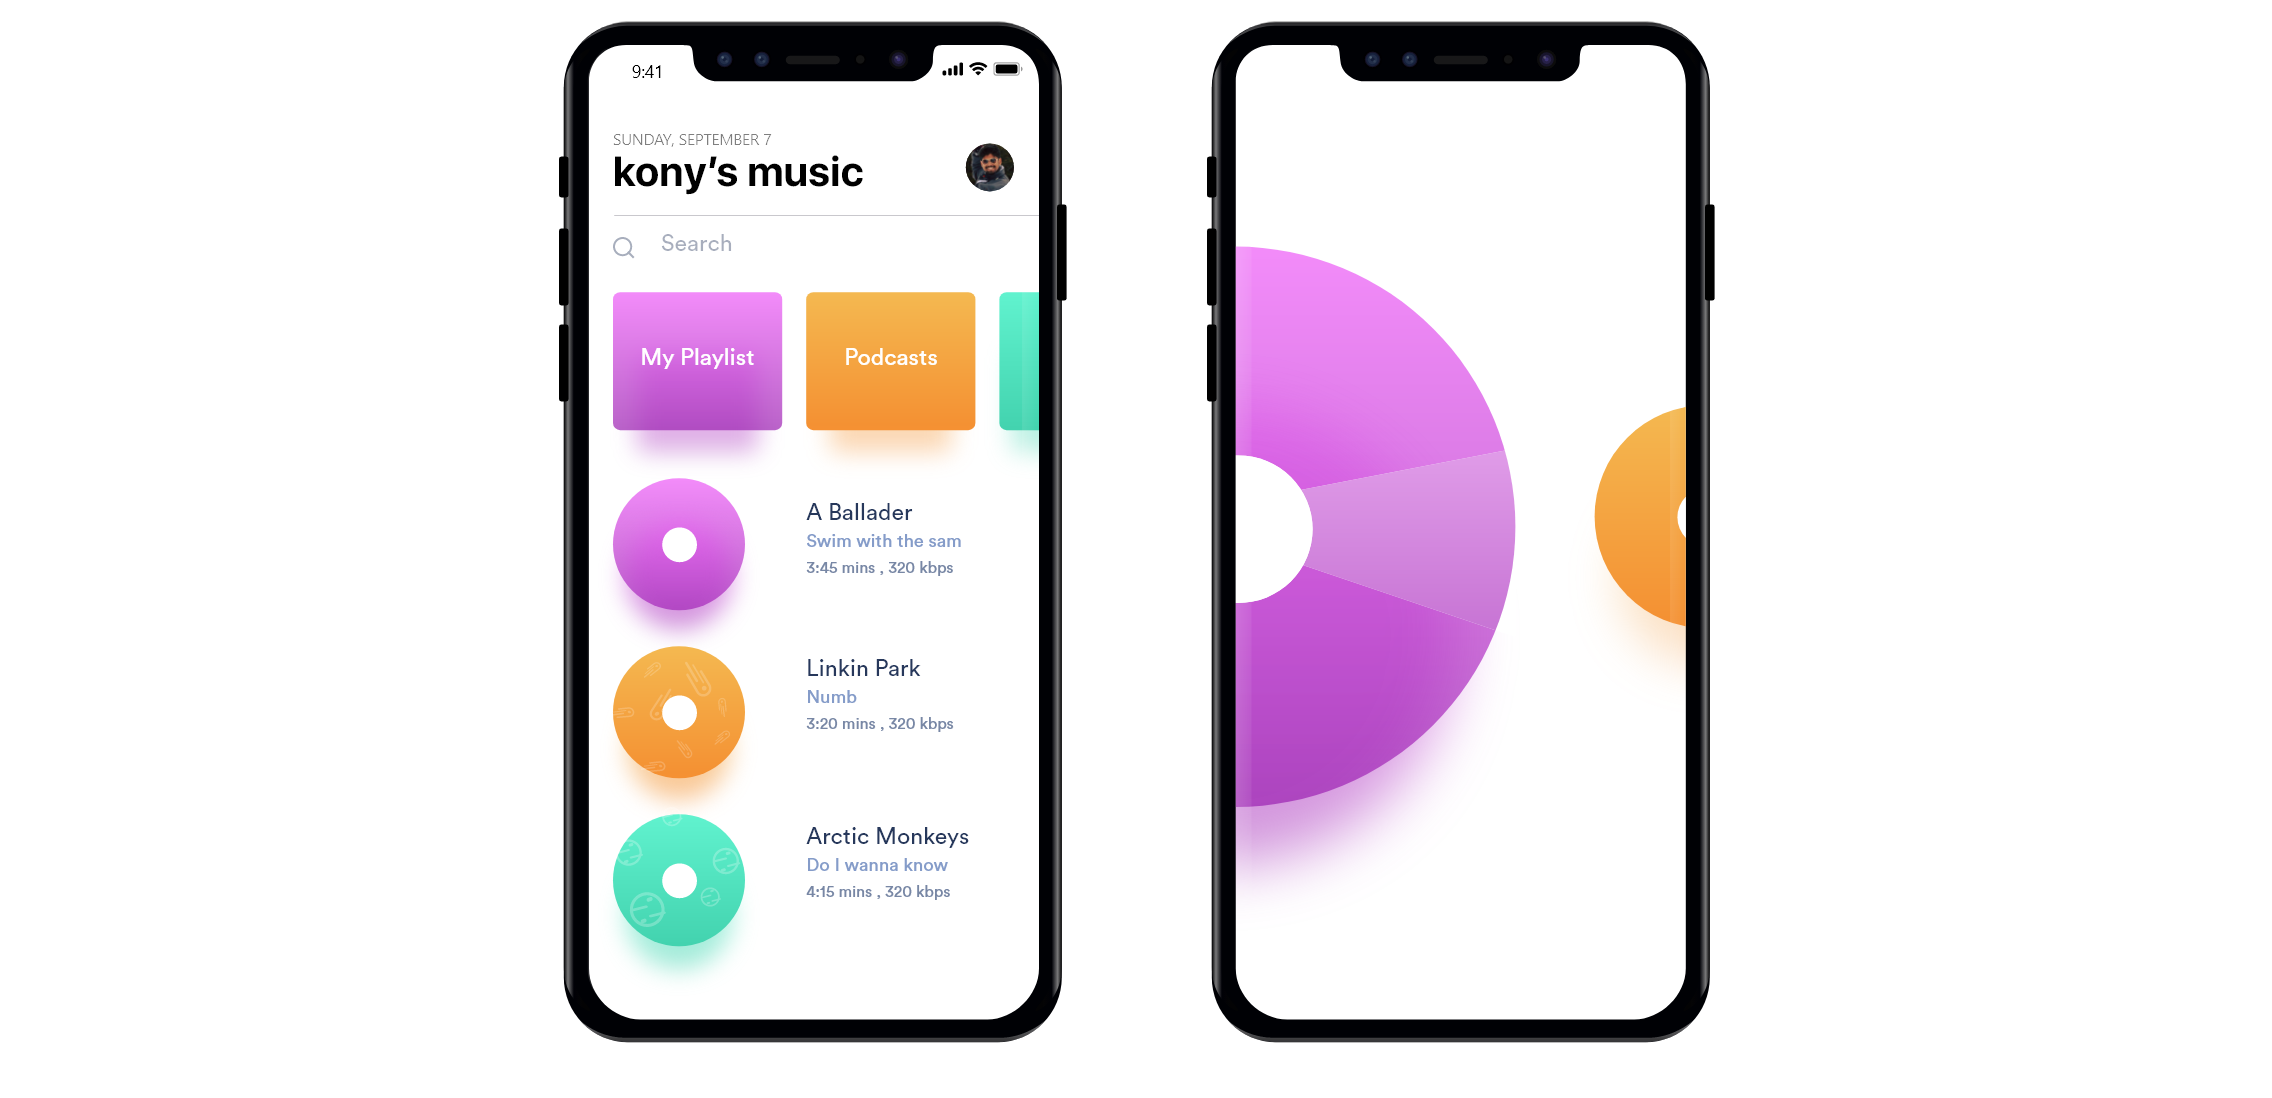 9:41
SUNDAY, SEPTEMBER 7
kony's music
Search
My Playlist
Podcasts
A Ballader
Swim with the sam
3:45 mins , 320 kbps
Linkin Park
Numb
3:20 mins , 320 kbps
Arctic Monkeys
Do I wanna know
4:15 mins , 320 kbps